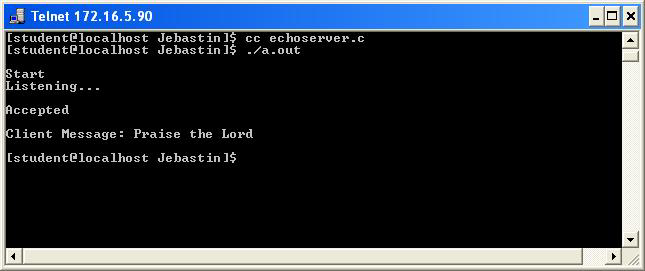 Telnet 172.16.5.90
[student@localhost Jebastin]$ cc echoserver.c
[student@localhost Jebastin]$ ./a.out
Start
Listening...
Accepted
Client Message: Praise the Lord
[student@localhost Jebastin]$